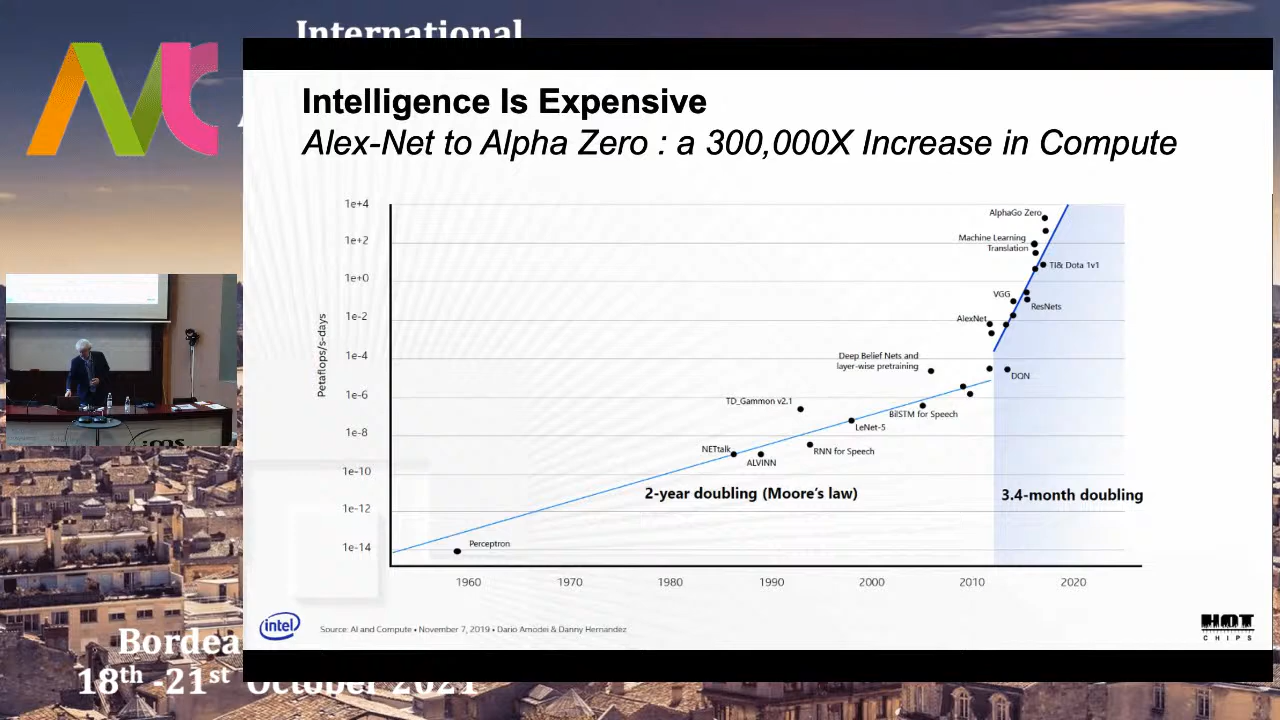 International
Intelligence Is Expensive
Alex-Net to Alpha Zero : a 300,000X Increase in Compute
Petaflops/s-days
1e+4
1e+2
1e+0
1e-2
1e-4
1e-6
1e-8
1e-10
1e-12
1e-14
AlphaGo Zero
Machine Learning
Translation
TI& Dota 1v1
VGG
ResNets
AlexNet
Deep Belief Nets and
layer-wise pretraining
DQN
TD_Gammon v2.1
BiISTM for Speech
LeNet-5
NETtalk
RNN for Speech
ALVINN
2-year doubling (Moore's law)
3.4-month doubling
Perceptron
1960 1970 1980 1990 2000 2010 2020
intel
Source: AI and Compute • November 7, 2019 • Dario Amodei & Danny Hernandez
HOT
CHIPS
Bordea
18th -21st October 2021
ims